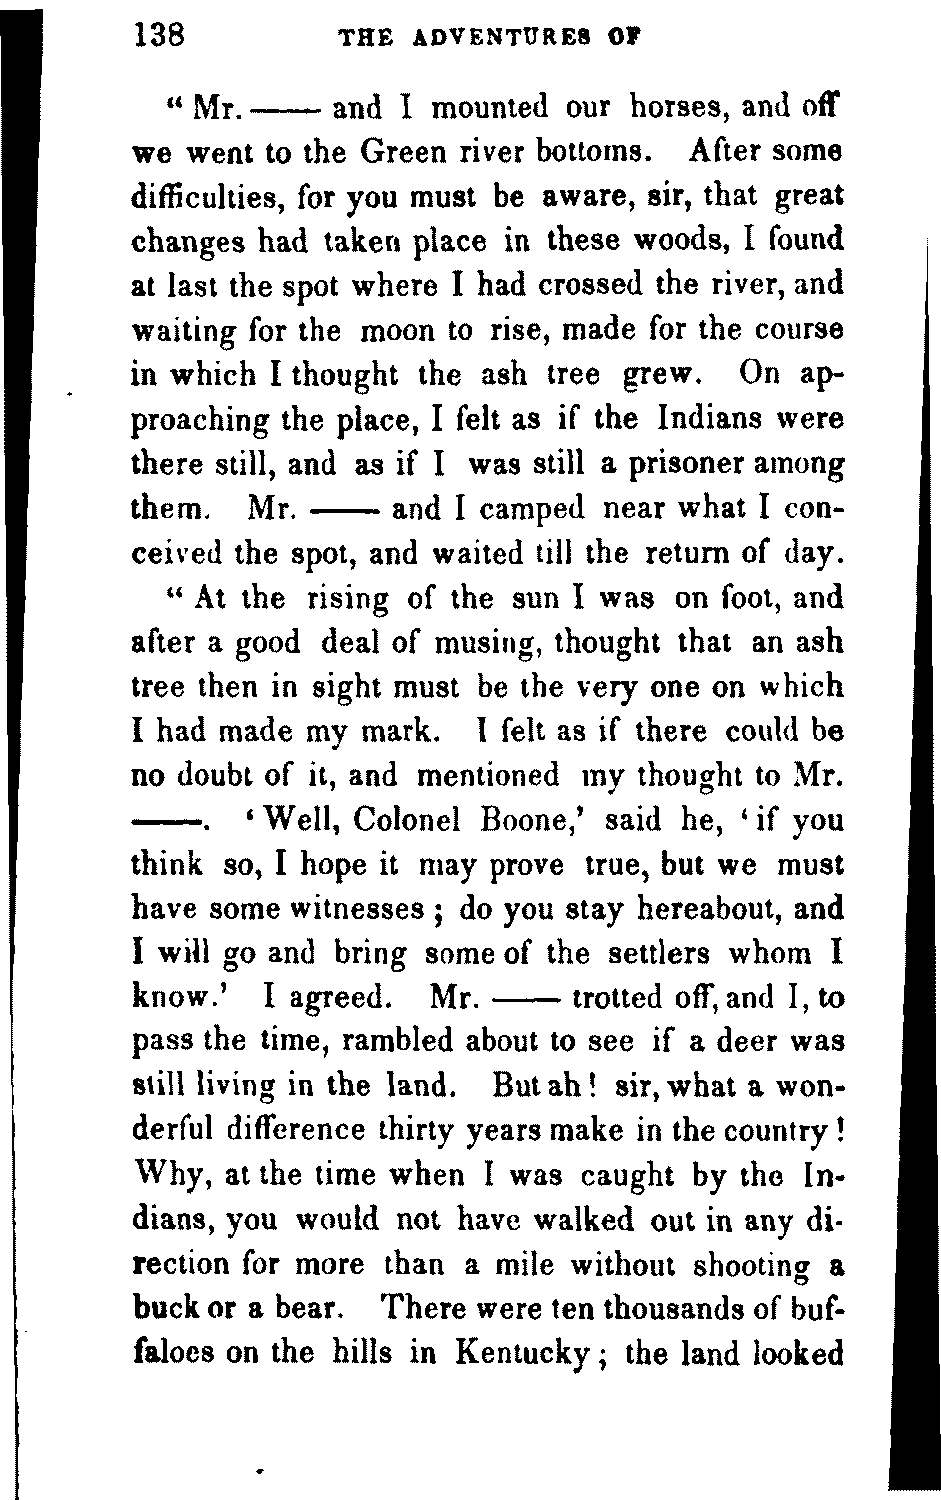 138 THE ADVENTURES OF
“ Mr. —— and I mounted our horses, and off
we went to the Green river bottoms. After some
difficulties, for you must be aware, sir, that great
changes had taken place in these woods, I found
at last the spot where I had crossed the river, and
waiting for the moon to rise, made for the course
in which I thought the ash tree grew. On ap-
proaching the place, I felt as if the Indians were
there still, and as if I was still a prisoner among
them. Mr. —— and I camped near what I con-
ceived the spot, and waited till the return of day.
“ At the rising of the sun I was on foot, and
after a good deal of musing, thought that an ash
tree then in sight must be the very one on which
I had made my mark. I felt as if there could be
no doubt of it, and mentioned my thought to Mr.
——. ‘ Well, Colonel Boone,’ said he, ‘ if you
think so, I hope it may prove true, but we must
have some witnesses ; do you stay hereabout, and
I will go and bring some of the settlers whom I
know.’ I agreed. Mr. —— trotted off, and I, to
pass the time, rambled about to see if a deer was
still living in the land. But ah ! sir, what a won-
derful difference thirty years make in the country !
Why, at the time when I was caught by the In-
dians, you would not have walked out in any di-
rection for more than a mile without shooting a
buck or a bear. There were ten thousands of buf-
faloes on the hills in Kentucky ; the land looked